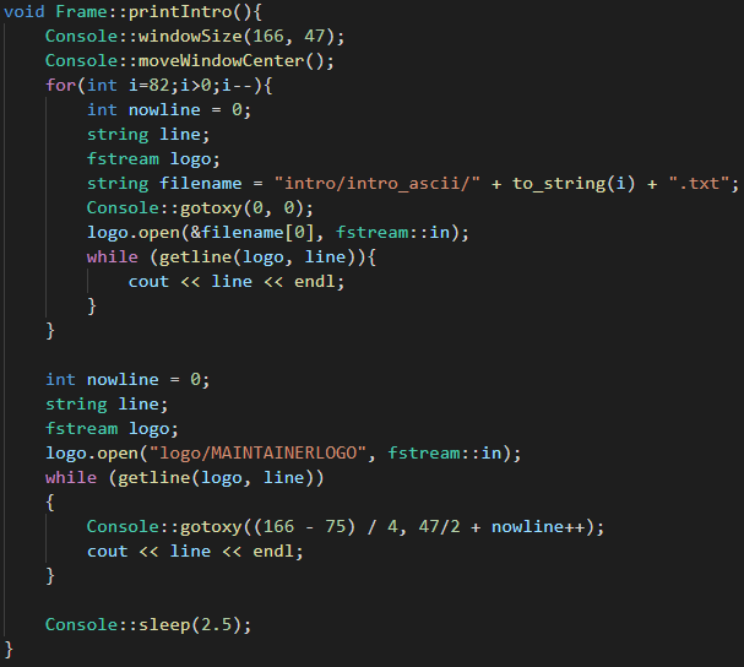 void Frame::printIntro(){
    Console::windowSize(166, 47);
    Console::moveWindowCenter();
    for(int i=82;i>0;i--){
        int nowline = 0;
        string line;
        fstream logo;
        string filename = "intro/intro_ascii/" + to_string(i) + ".txt";
        Console::gotoxy(0, 0);
        logo.open(&filename[0], fstream::in);
        while (getline(logo, line)){
            cout << line << endl;
        }
    }

    int nowline = 0;
    string line;
    fstream logo;
    logo.open("logo/MAINTAINERLOGO", fstream::in);
    while (getline(logo, line))
    {
        Console::gotoxy((166 - 75) / 4, 47/2 + nowline++);
        cout << line << endl;
    }

    Console::sleep(2.5);
}